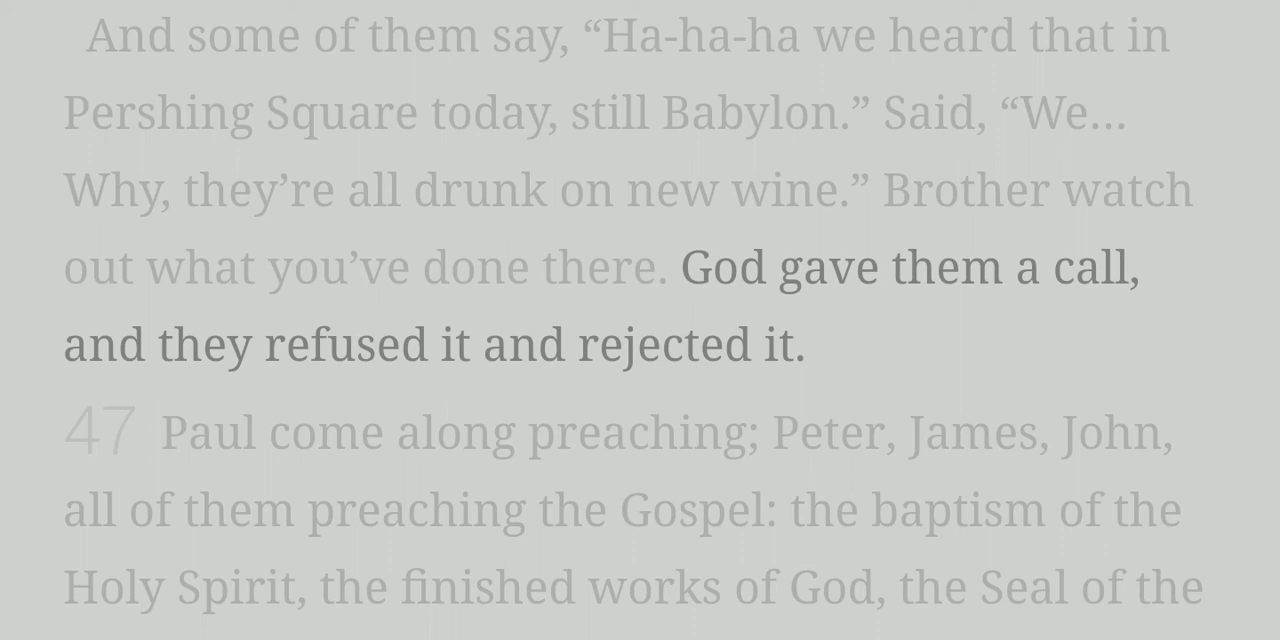 And some of them say, “Ha-ha-ha we heard that in
Pershing Square today, still Babylon.” Said, “We…
Why, they’re all drunk on new wine.” Brother watch
out what you’ve done there. God gave them a call,
and they refused it and rejected it.
47 Paul come along preaching; Peter, James, John,
all of them preaching the Gospel: the baptism of the
Holy Spirit, the finished works of God, the Seal of the